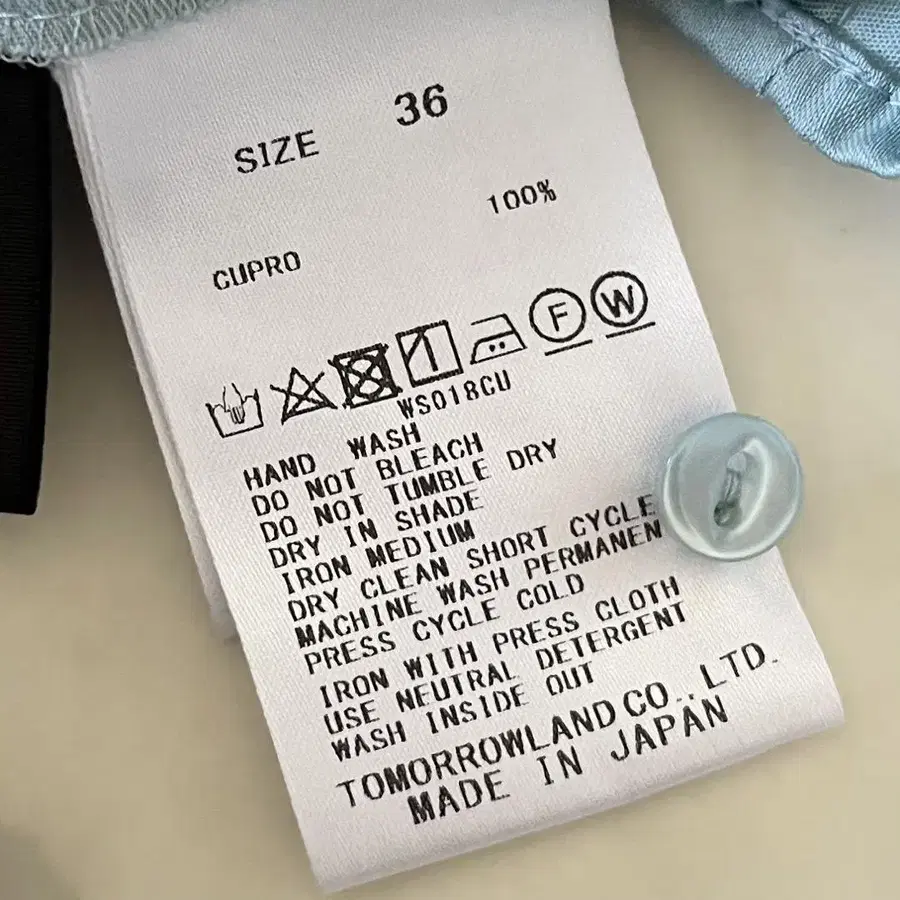 SIZE 36
100%
CUPRO
F W
WS018CU
HAND WASH
DO NOT BLEACH
DO NOT TUMBLE DRY
DRY IN SHADE
IRON MEDIUM
DRY CLEAN SHORT CYCLE
MACHINE WASH PERMANEN
PRESS CYCLE COLD
IRON WITH PRESS CLOTH
USE NEUTRAL DETERGENT
WASH INSIDE OUT
TOMORROWLAND CO., LTD.
MADE IN JAPAN